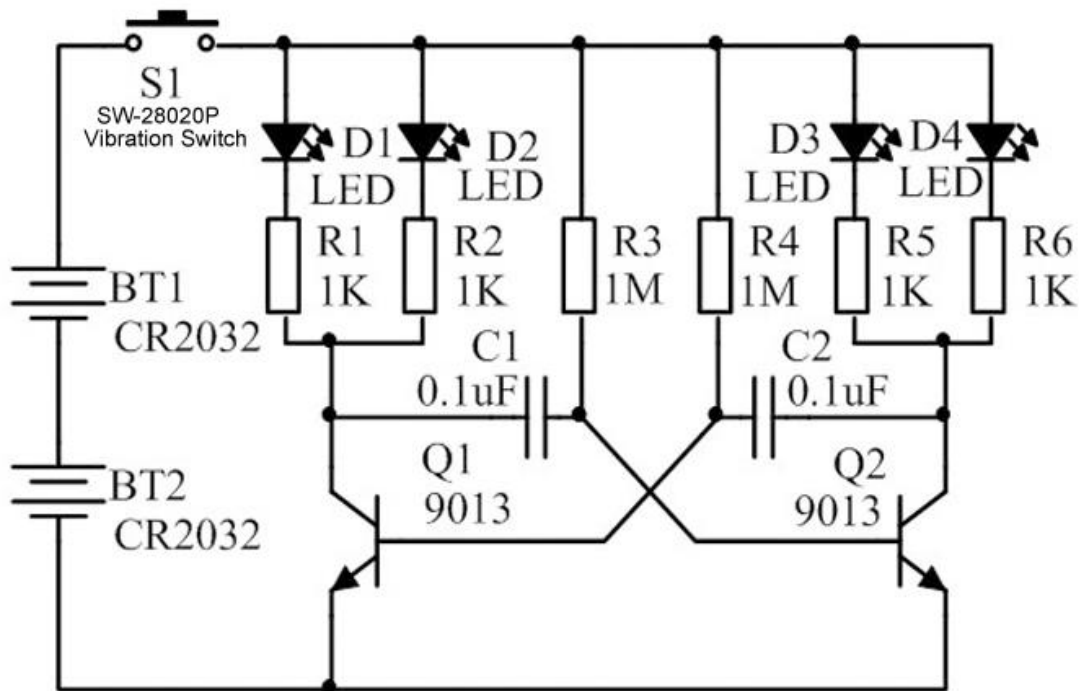 S1
SW-28020P
Vibration Switch
D1
LED
D2
LED
D3
LED
D4
LED
R1
1K
R2
1K
R3
1M
R4
1M
R5
1K
R6
1K
BT1
CR2032
C1
0.1uF
C2
0.1uF
Q1
9013
Q2
9013
BT2
CR2032